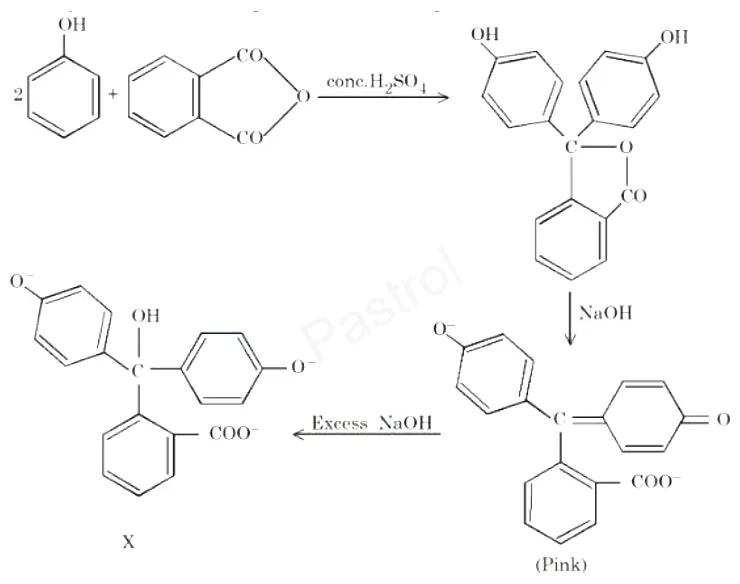 OH
2
+
CO
O
CO
conc.H₂SO₄
OH
OH
C
O
CO
NaOH
O⁻
OH
C
O⁻
COO⁻
X
Excess NaOH
O⁻
C
O
COO⁻
(Pink)
Pastrol